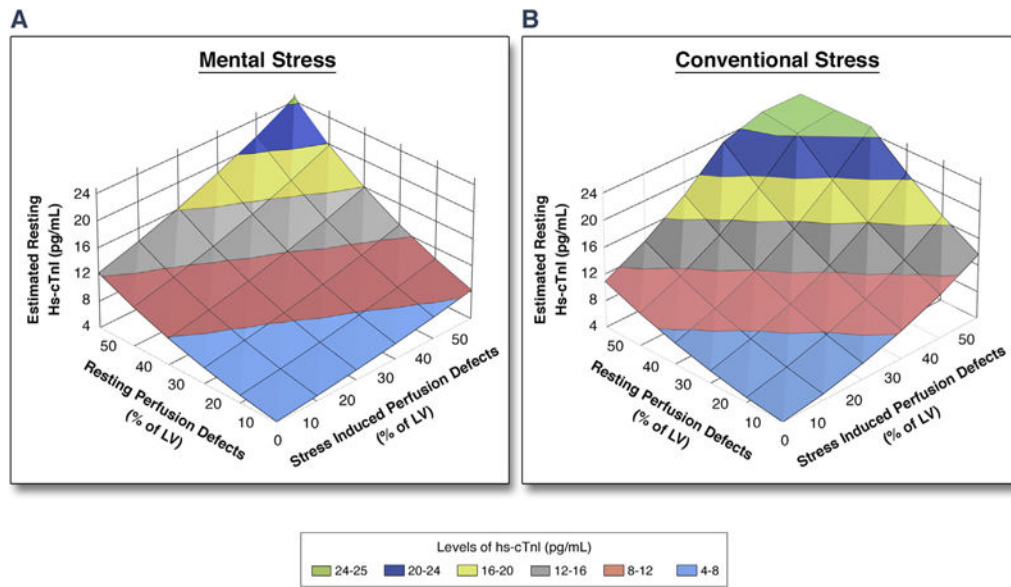 A
Mental Stress
Estimated Resting
Hs-cTnI (pg/mL)
24
20
16
12
8
4
50
40
30
20
10
0
10
20
30
40
50
Resting Perfusion Defects
(% of LV)
Stress Induced Perfusion Defects
(% of LV)
B
Conventional Stress
Estimated Resting
Hs-cTnI (pg/mL)
24
20
16
12
8
4
50
40
30
20
10
0
10
20
30
40
50
Resting Perfusion Defects
(% of LV)
Stress Induced Perfusion Defects
(% of LV)
Levels of hs-cTnI (pg/mL)
24-25 20-24 16-20 12-16 8-12 4-8